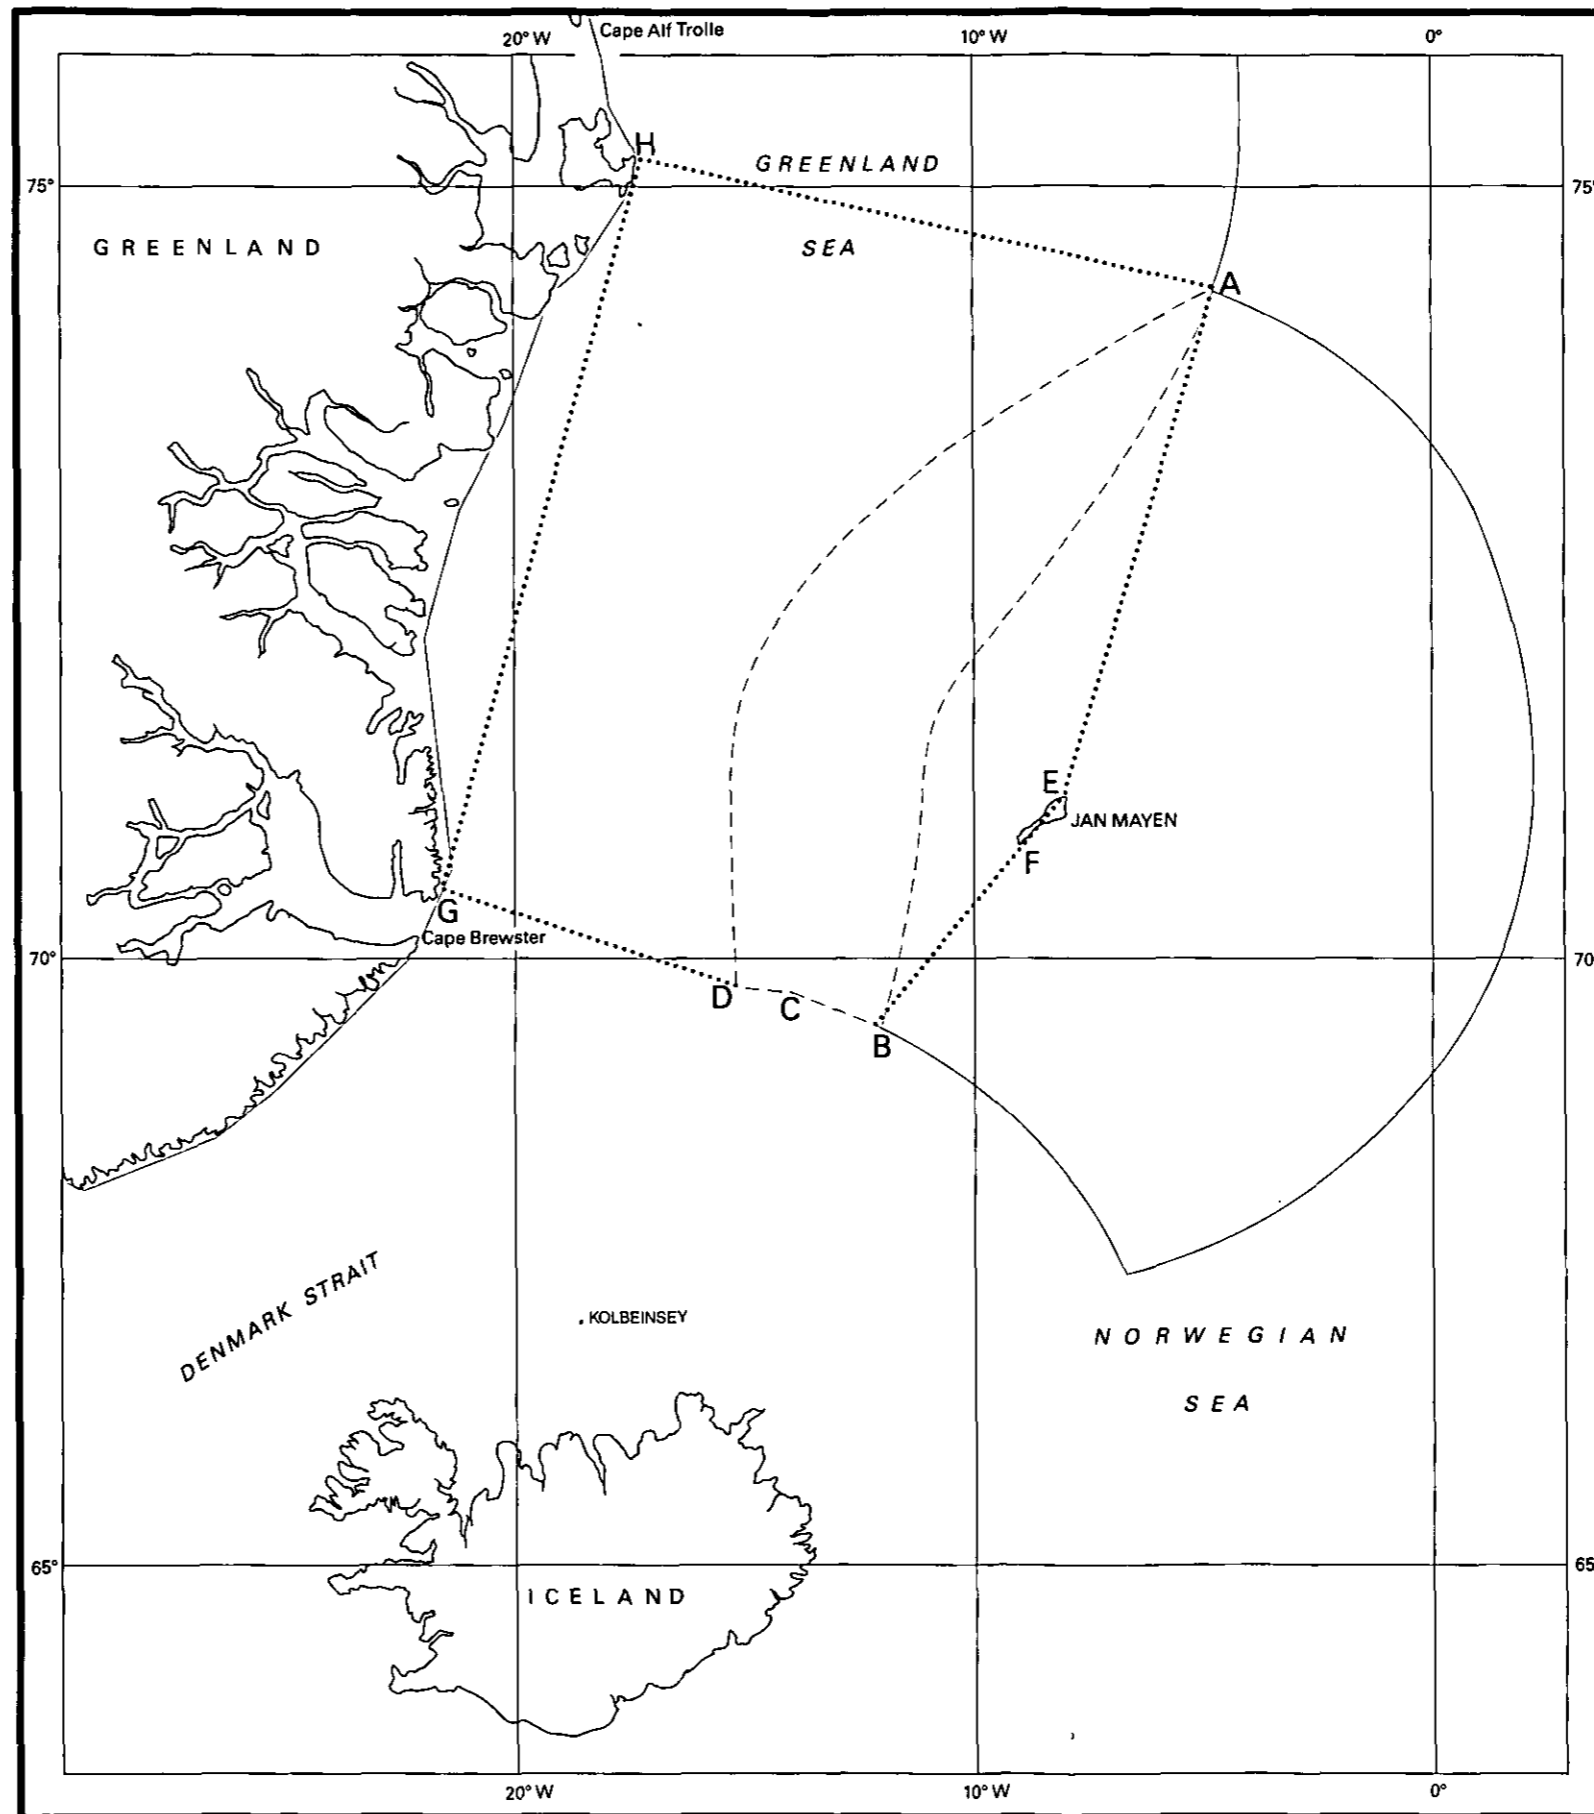 Cape Alf Trolle
20° W
10° W
0°
H
GREENLAND
75°
75°
GREENLAND
SEA
A
E
JAN MAYEN
F
G
Cape Brewster
70°
70
D
C
B
DENMARK STRAIT
KOLBEINSEY
NORWEGIAN
SEA
65°
65
ICELAND
20° W
10° W
0°